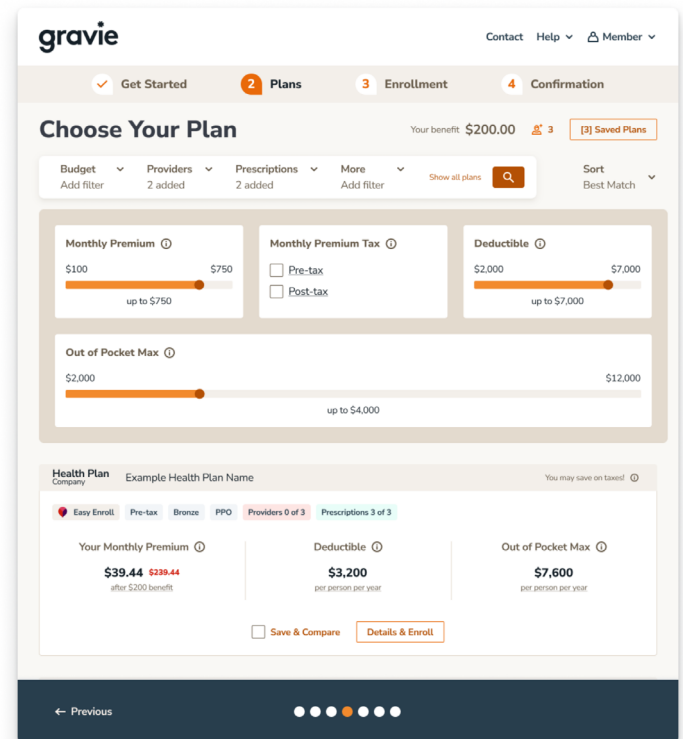 gravie
Contact Help Member
Get Started 2 Plans 3 Enrollment 4 Confirmation
Choose Your Plan
Your benefit $200.00 3 [3] Saved Plans
Budget Providers Prescriptions More Sort
Add filter 2 added 2 added Add filter Show all plans Best Match
Monthly Premium Monthly Premium Tax Deductible
$100 $750 Pre-tax $2,000 $7,000
up to $750 Post-tax up to $7,000
Out of Pocket Max
$2,000 $12,000
up to $4,000
Health Plan
Company
Example Health Plan Name You may save on taxes!
Easy Enroll Pre-tax Bronze PPO Providers 0 of 3 Prescriptions 3 of 3
Your Monthly Premium Deductible Out of Pocket Max
$39.44 $239.44 $3,200 $7,600
after $200 benefit per person per year per person per year
Save & Compare Details & Enroll
← Previous